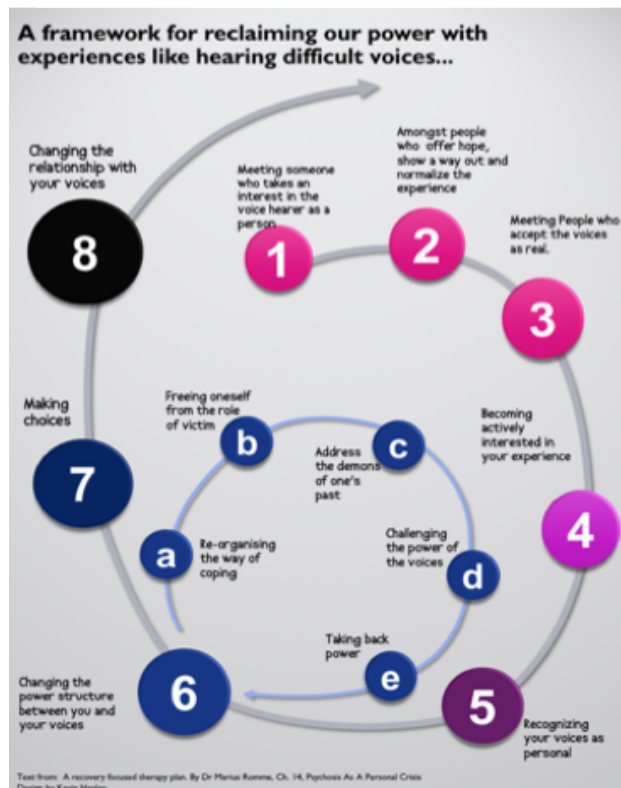 A framework for reclaiming our power with
experiences like hearing difficult voices...
Meeting someone
who takes an
interest in the
voice hearer as a
person
1
Amongst people
who offer hope,
show a way out and
normalize the
experience
2
Meeting People who
accept the voices
as real.
3
Becoming
actively
interested in
your experience
4
Recognizing
your voices as
personal
5
Changing the
power structure
between you and
your voices
6
Re-organising
the way of
coping
a
Freeing oneself
from the role
of victim
b
Address
the demons
of one's
past
c
Challenging
the power of
the voices
d
Taking back
power
e
Making
choices
7
Changing the
relationship with
your voices
8
Text from: A recovery focused therapy plan. By Dr Marius Romme, Ch. 14, Psychosis As A Personal Crisis
Design by Kevin